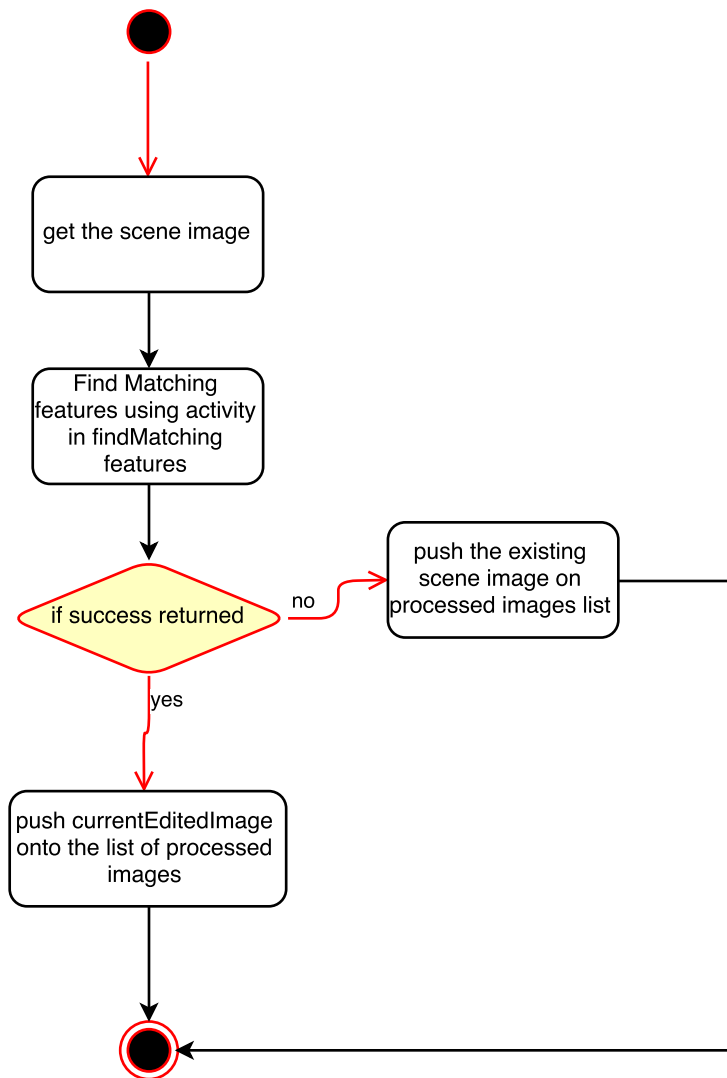 get the scene image
Find Matching
features using activity
in findMatching
features
if success returned
no
push the existing
scene image on
processed images list
yes
push currentEditedImage
onto the list of processed
images